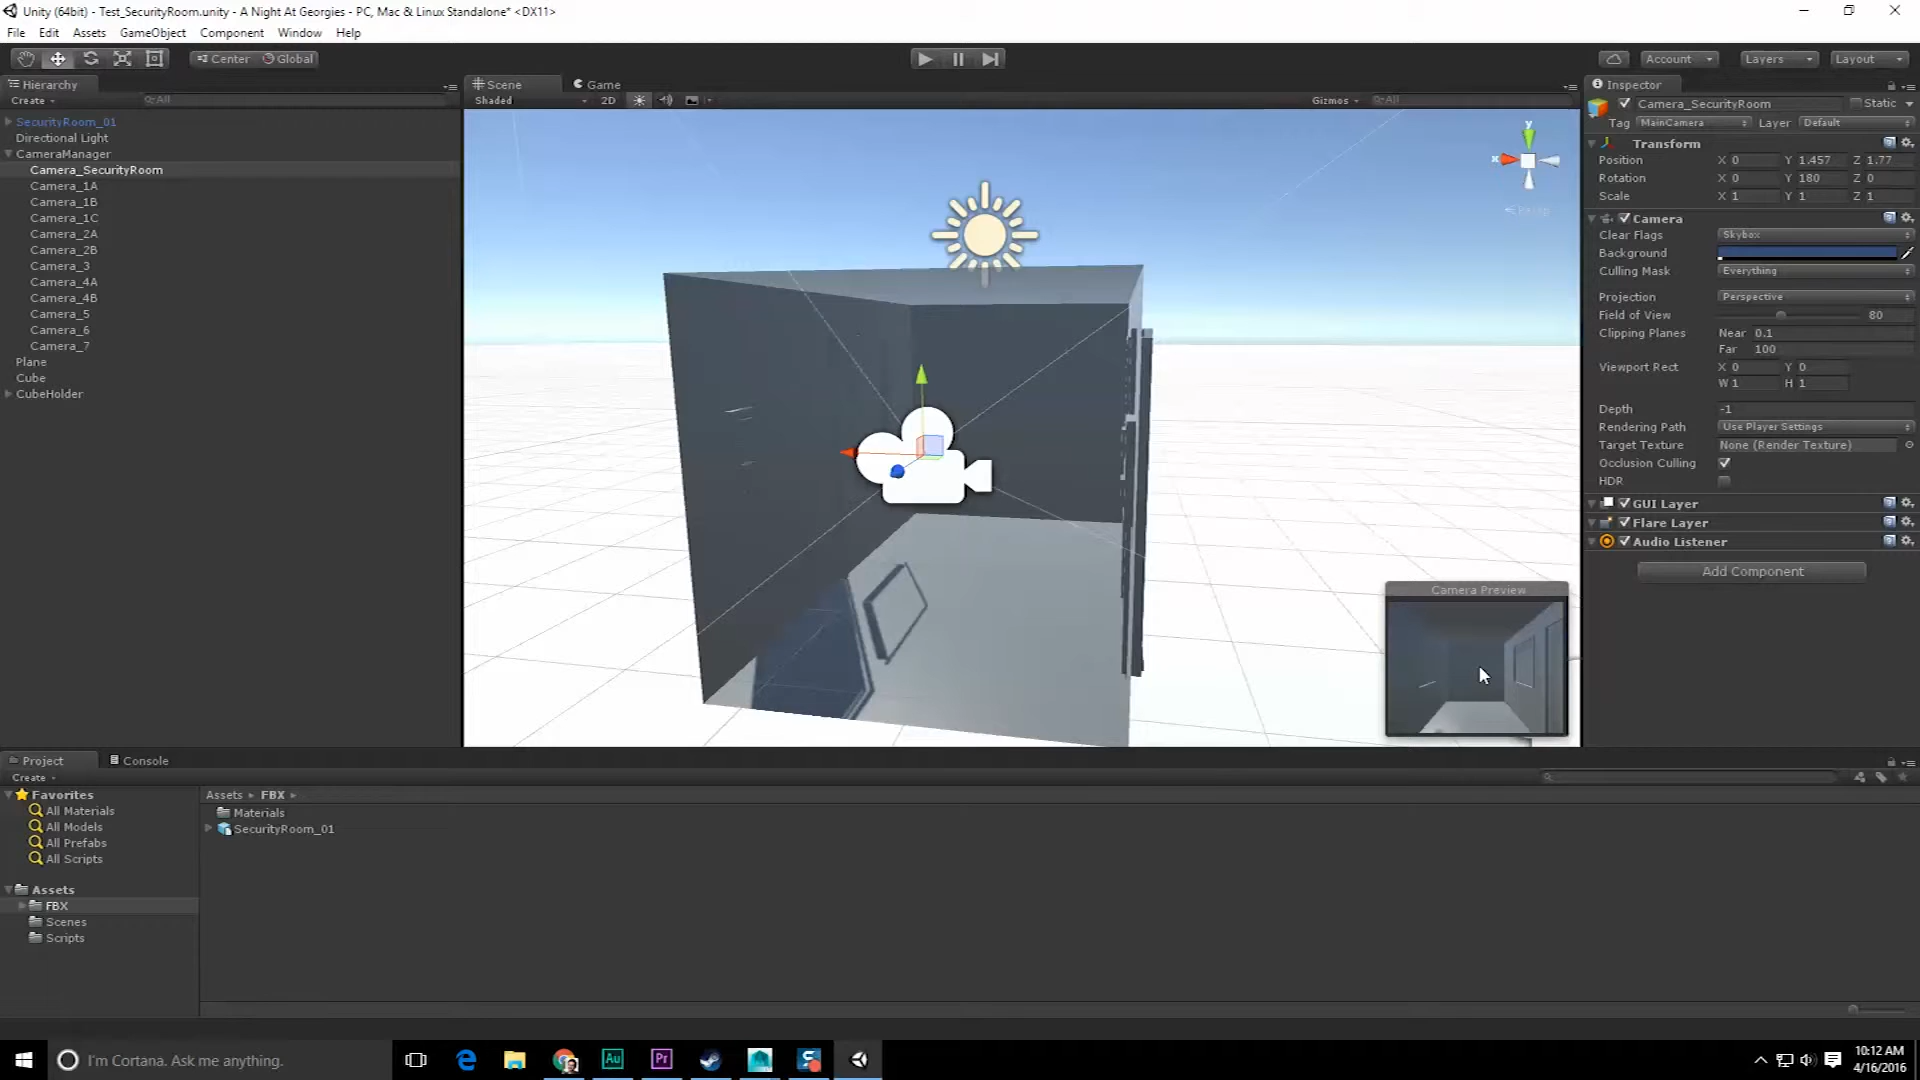 Unity (64bit) - Test_SecurityRoom.unity - A Night At Georgies - PC, Mac & Linux Standalone* <DX11>
File Edit Assets GameObject Component Window Help
Center Global
Account Layers Layout
Hierarchy
Create
All
SecurityRoom_01
Directional Light
CameraManager
Camera_SecurityRoom
Camera_1A
Camera_1B
Camera_1C
Camera_2A
Camera_2B
Camera_3
Camera_4A
Camera_4B
Camera_5
Camera_6
Camera_7
Plane
Cube
CubeHolder
Scene Game
Shaded 2D Gizmos All
y
x
Persp
Camera Preview
Inspector
Camera_SecurityRoom Static
Tag MainCamera Layer Default
Transform
Position X 0 Y 1.457 Z 1.77
Rotation X 0 Y 180 Z 0
Scale X 1 Y 1 Z 1
Camera
Clear Flags Skybox
Background
Culling Mask Everything
Projection Perspective
Field of View 80
Clipping Planes Near 0.1
Far 100
Viewport Rect X 0 Y 0
W 1 H 1
Depth -1
Rendering Path Use Player Settings
Target Texture None (Render Texture)
Occlusion Culling
HDR
GUI Layer
Flare Layer
Audio Listener
Add Component
Project Console
Create
Favorites
All Materials
All Models
All Prefabs
All Scripts
Assets
FBX
Scenes
Scripts
Assets FBX
Materials
SecurityRoom_01
I'm Cortana. Ask me anything.
Au
Pr
10:12 AM
4/16/2016